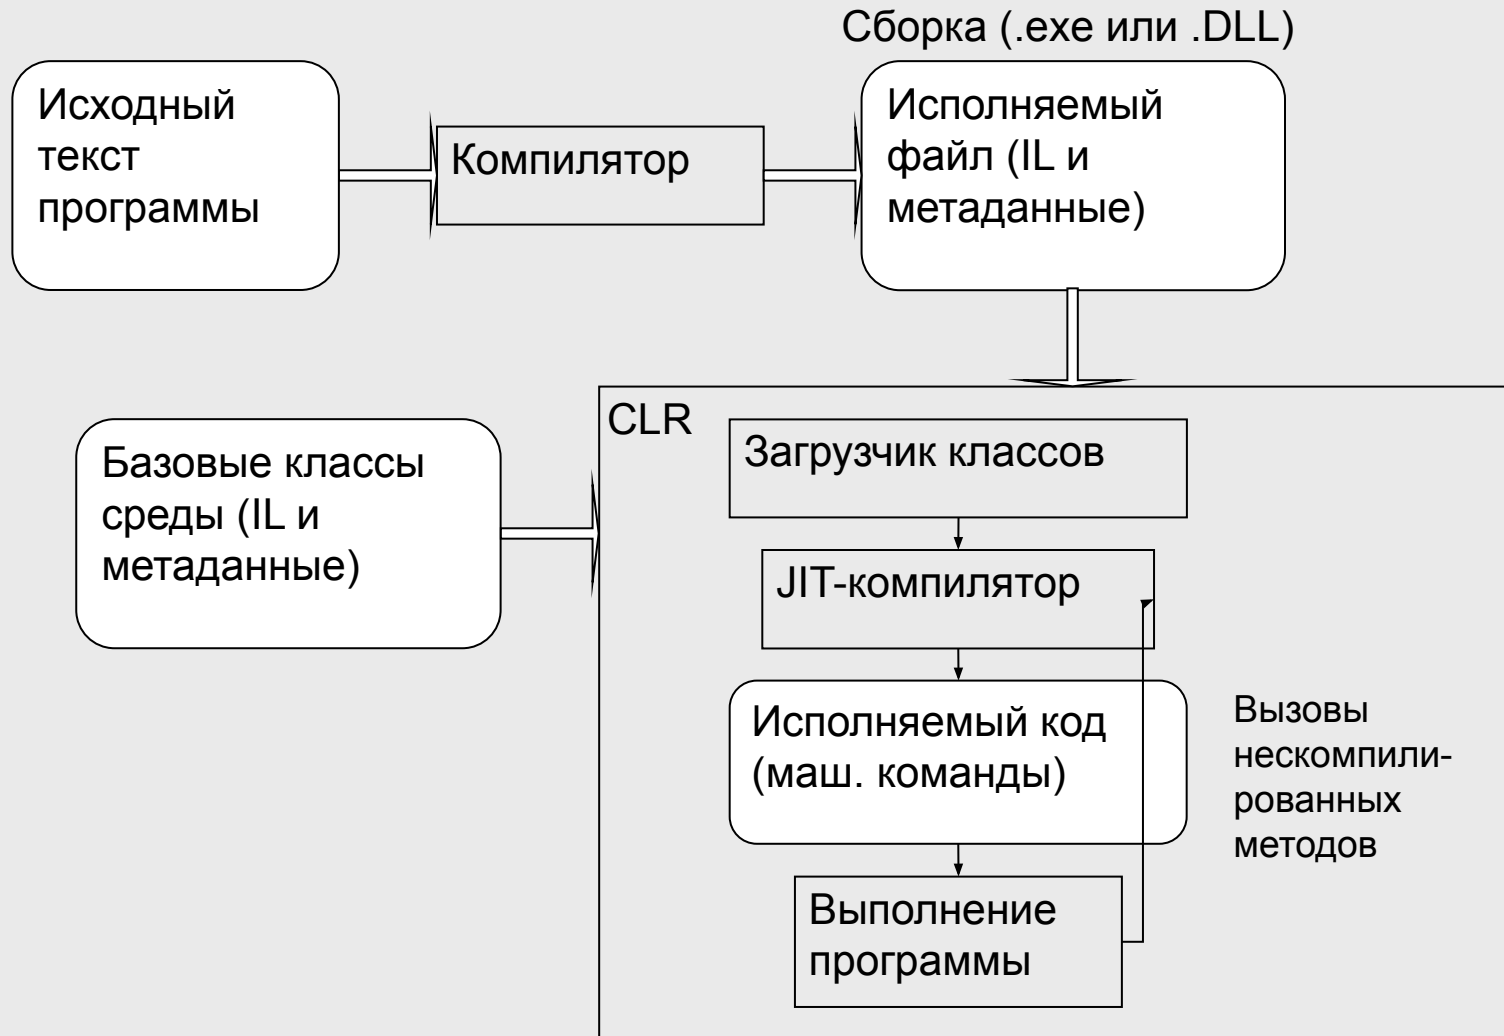 Сборка (.exe или .DLL)
Исходный
текст
программы
Компилятор
Исполняемый
файл (IL и
метаданные)
Базовые классы
среды (IL и
метаданные)
CLR
Загрузчик классов
JIT-компилятор
Исполняемый код
(маш. команды)
Вызовы
нескомпили-
рованных
методов
Выполнение
программы